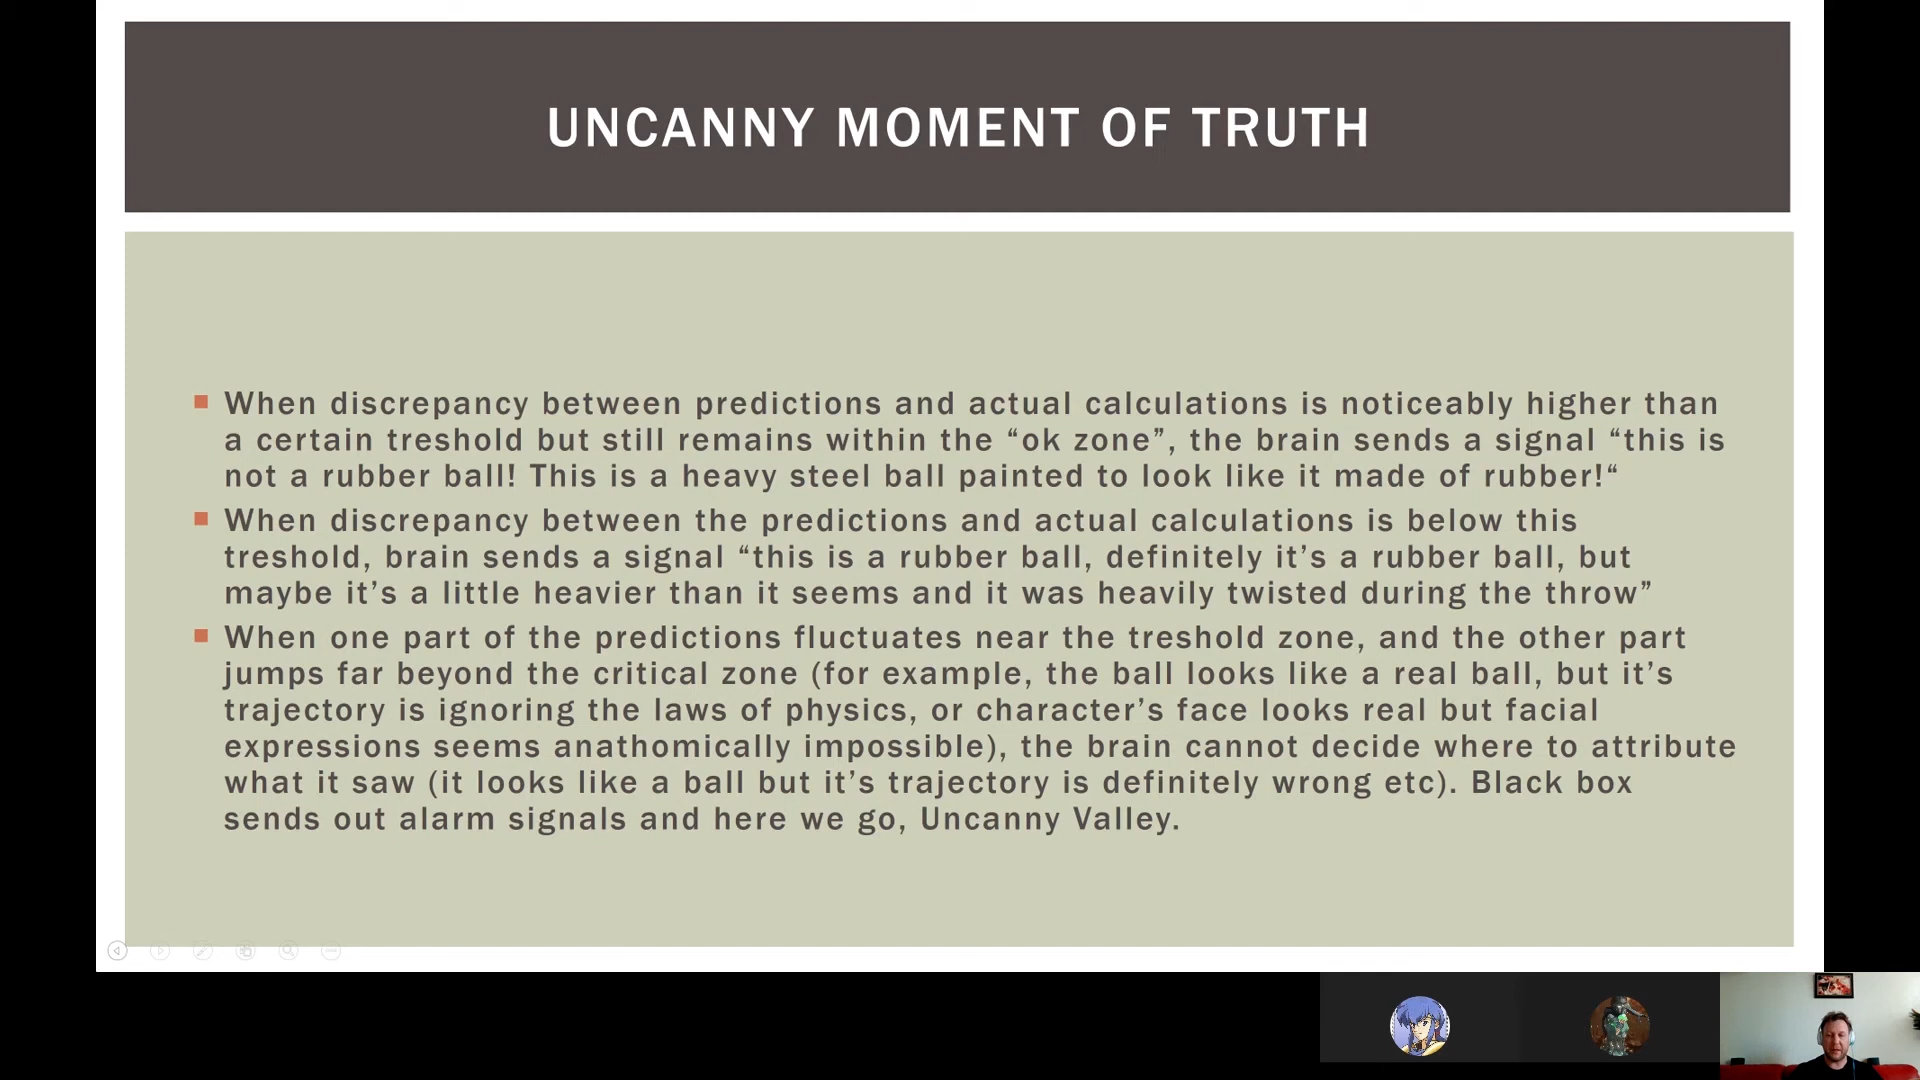 UNCANNY MOMENT OF TRUTH
When discrepancy between predictions and actual calculations is noticeably higher than
a certain treshold but still remains within the “ok zone”, the brain sends a signal “this is
not a rubber ball! This is a heavy steel ball painted to look like it made of rubber!“
When discrepancy between the predictions and actual calculations is below this
treshold, brain sends a signal “this is a rubber ball, definitely it’s a rubber ball, but
maybe it’s a little heavier than it seems and it was heavily twisted during the throw”
When one part of the predictions fluctuates near the treshold zone, and the other part
jumps far beyond the critical zone (for example, the ball looks like a real ball, but it’s
trajectory is ignoring the laws of physics, or character’s face looks real but facial
expressions seems anathomically impossible), the brain cannot decide where to attribute
what it saw (it looks like a ball but it’s trajectory is definitely wrong etc). Black box
sends out alarm signals and here we go, Uncanny Valley.